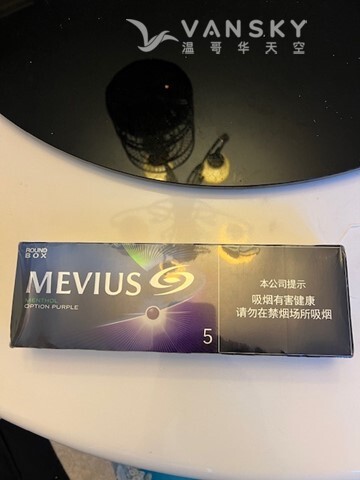 VANSKY
温哥华天空
ROUND
BOX
MEVIUS
MENTHOL
OPTION PURPLE
5
本公司提示
吸烟有害健康
请勿在禁烟场所吸烟